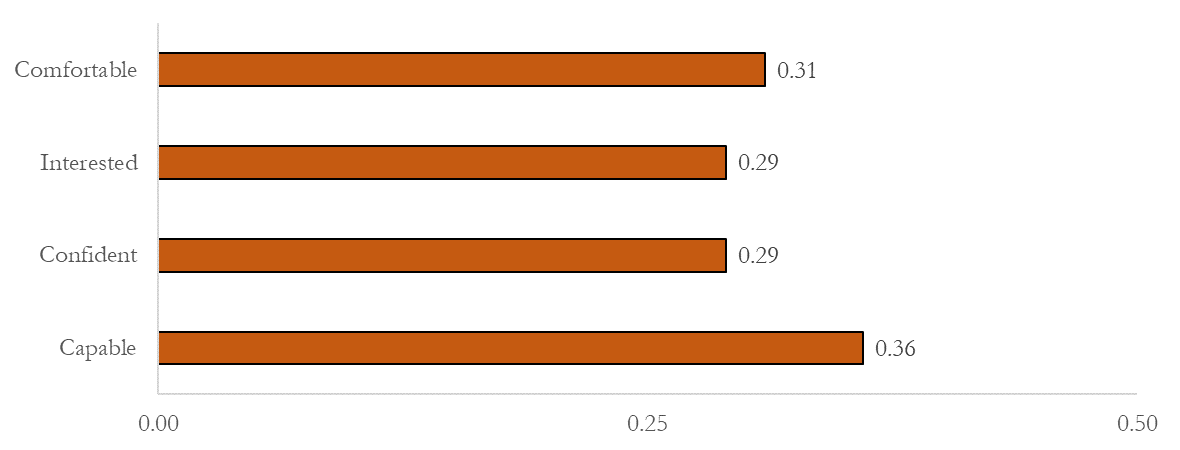 Comfortable 0.31
Interested 0.29
Confident 0.29
Capable 0.36
0.00 0.25 0.50